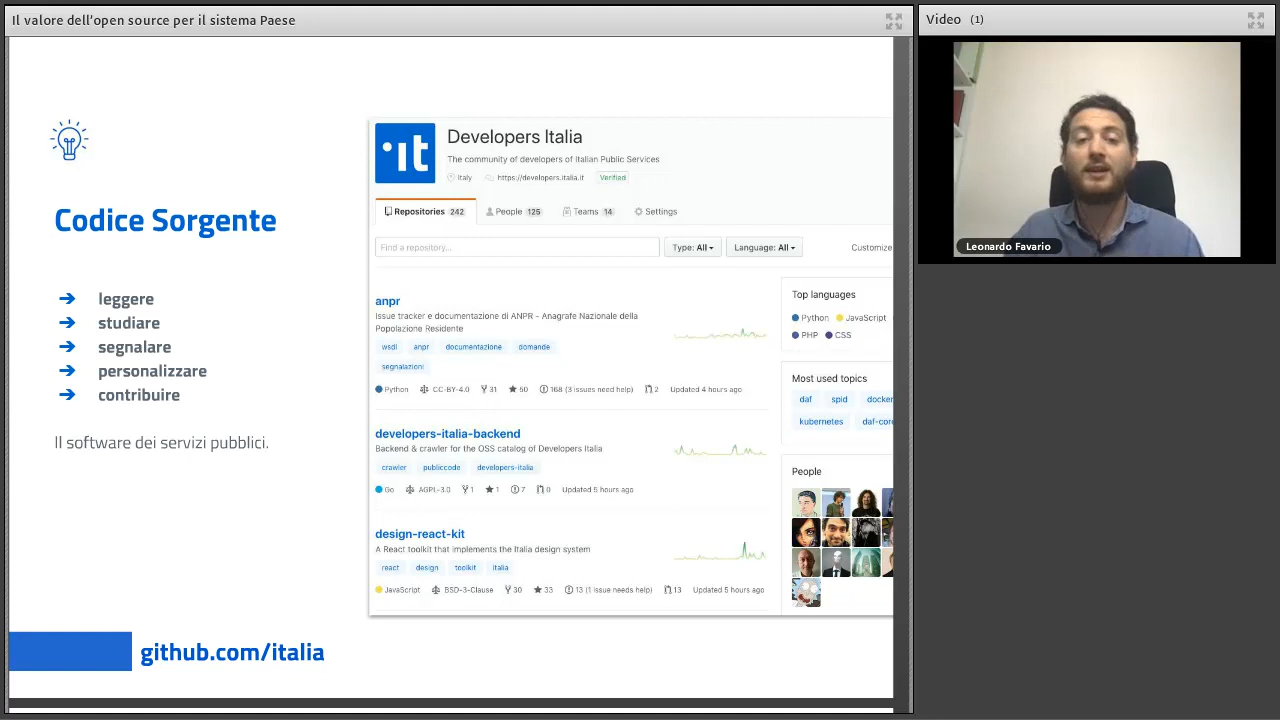 Il valore dell'open source per il sistema Paese
Video (1)
Leonardo Favario
Codice Sorgente
leggere
studiare
segnalare
personalizzare
contribuire
Il software dei servizi pubblici.
github.com/italia
it
Developers Italia
The community of developers of Italian Public Services
Italy https://developers.italia.it Verified
Repositories 242 People 125 Teams 14 Settings
Find a repository... Type: All Language: All Customize
anpr
Issue tracker e documentazione di ANPR - Anagrafe Nazionale della
Popolazione Residente
wsdl anpr documentazione domande
segnalazioni
Python CC-BY-4.0 31 50 168 (3 issues need help) 2 Updated 4 hours ago
developers-italia-backend
Backend & crawler for the OSS catalog of Developers Italia
crawler publiccode developers-italia
Go AGPL-3.0 1 1 7 0 Updated 5 hours ago
design-react-kit
A React toolkit that implements the Italia design system
react design toolkit italia
JavaScript BSD-3-Clause 30 33 13 (1 issue needs help) 13 Updated 5 hours ago
Top languages
Python JavaScript
PHP CSS
Most used topics
daf spid docker
kubernetes daf-core
People